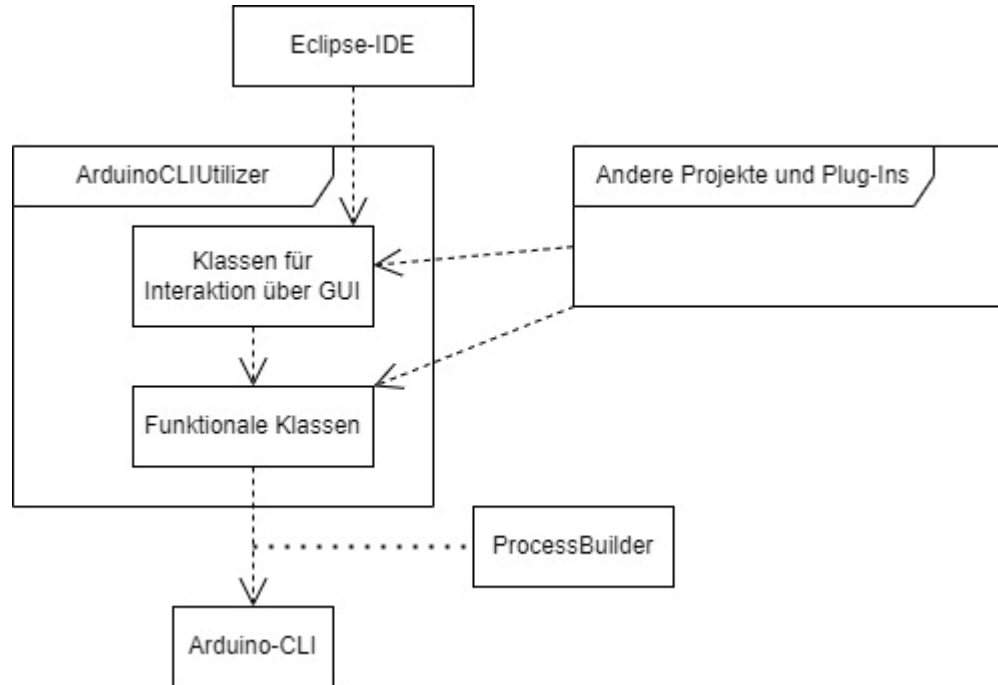 Eclipse-IDE
ArduinoCLIUtilizer
Andere Projekte und Plug-Ins
Klassen für
Interaktion über GUI
Funktionale Klassen
ProcessBuilder
Arduino-CLI